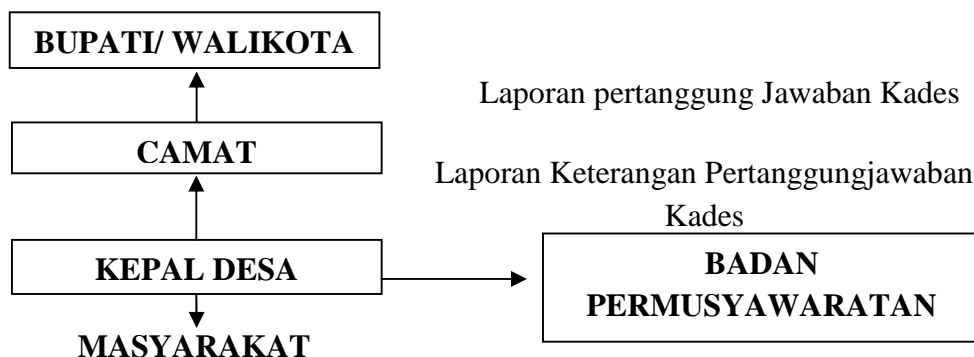 BUPATI/ WALIKOTA
Laporan pertanggung Jawaban Kades
CAMAT
Laporan Keterangan Pertanggungjawaban
Kades
KEPAL DESA
BADAN
PERMUSYAWARATAN
MASYARAKAT